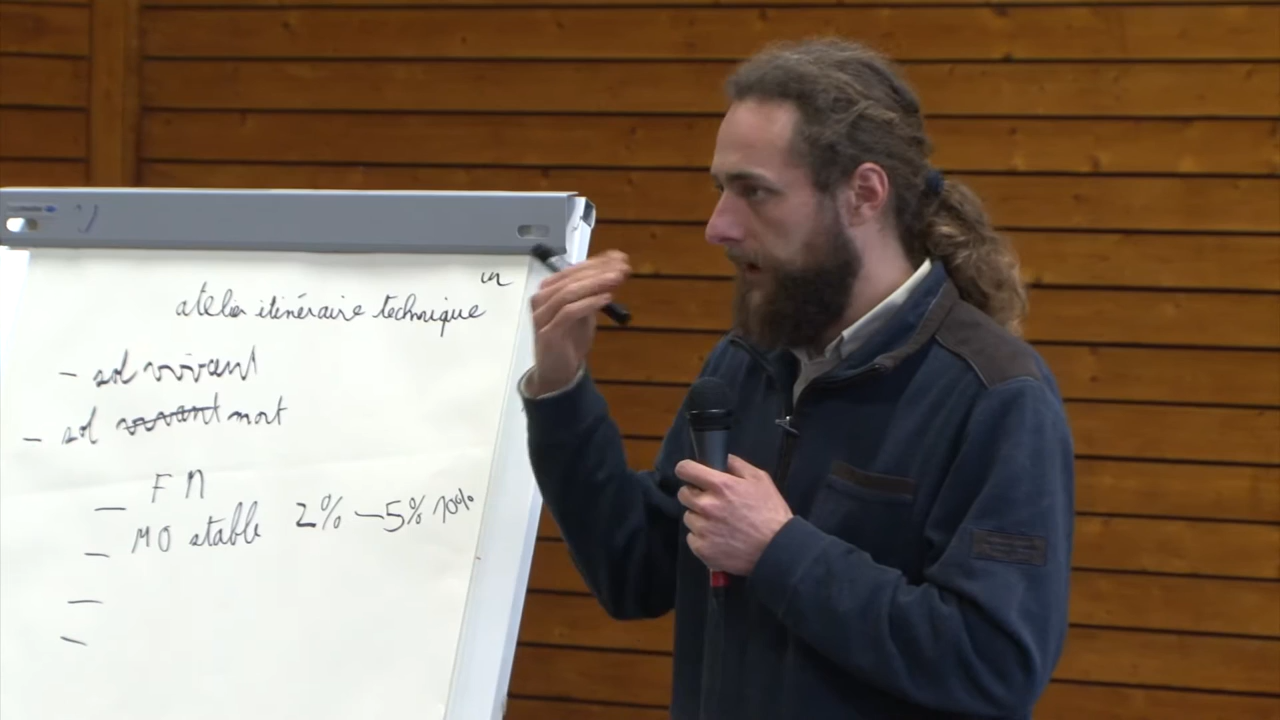 atelier itinéraire technique
- sol vivant
- sol vivant mort
- F N
- MO stable 2% - 5% 10%
-
-